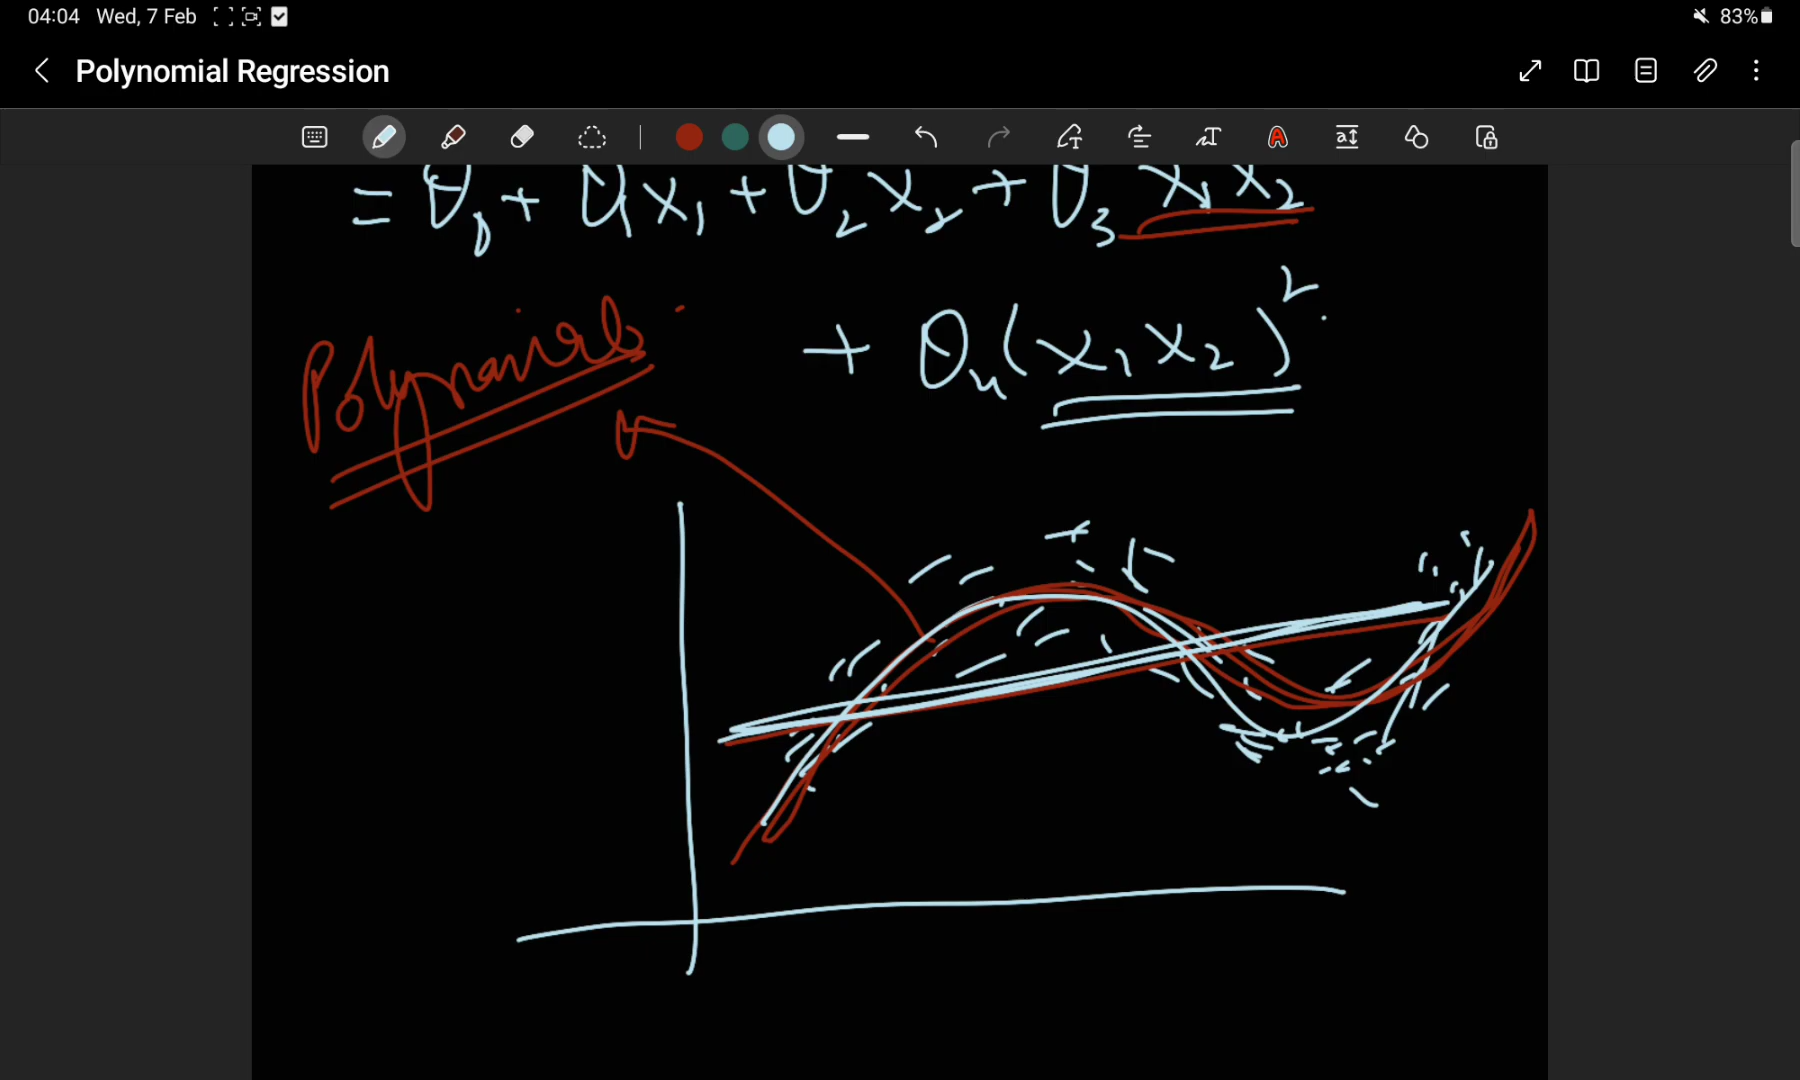 04:04 Wed, 7 Feb 83%
Polynomial Regression
= θ₀ + θ₁x₁ + θ₂x₂ + θ₃ x₁x₂
+ θ₄(x₁x₂)²
Polynomials